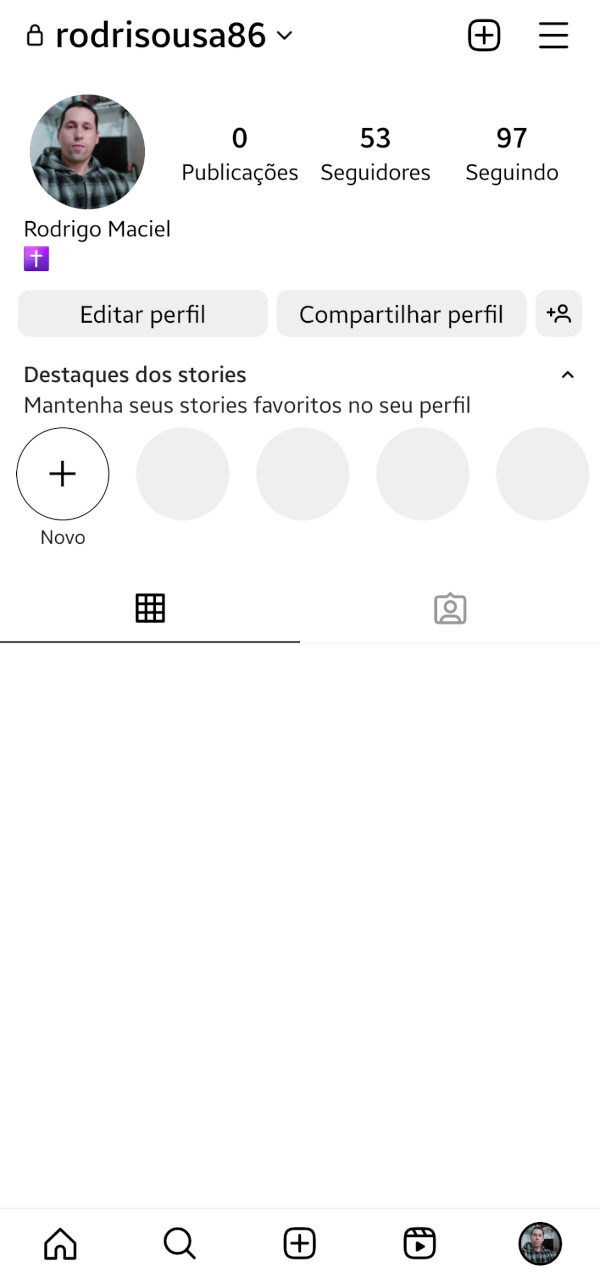 rodrisousa86
0 53 97
Publicações Seguidores Seguindo
Rodrigo Maciel
✝️
Editar perfil Compartilhar perfil
Destaques dos stories
Mantenha seus stories favoritos no seu perfil
Novo